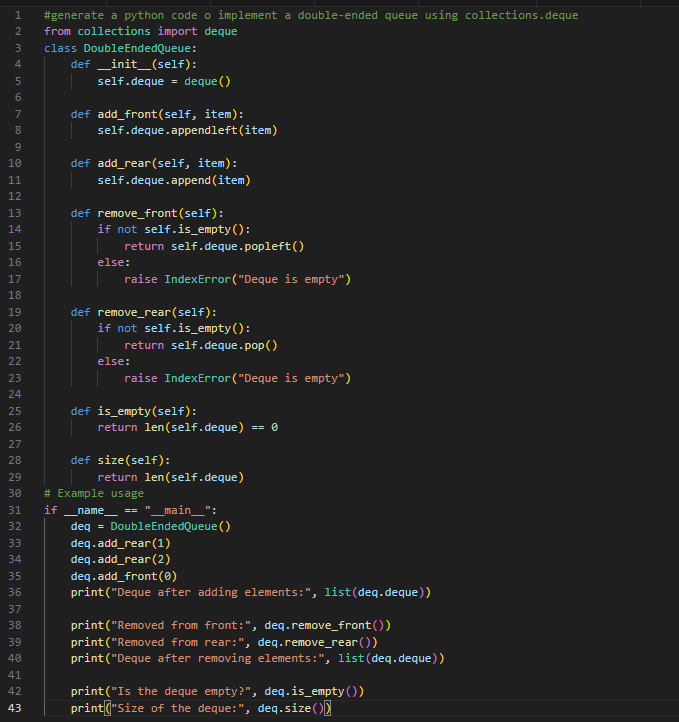 1 #generate a python code o implement a double-ended queue using collections.deque
2 from collections import deque
3 class DoubleEndedQueue:
4     def __init__(self):
5         self.deque = deque()
6
7     def add_front(self, item):
8         self.deque.appendleft(item)
9
10     def add_rear(self, item):
11         self.deque.append(item)
12
13     def remove_front(self):
14         if not self.is_empty():
15             return self.deque.popleft()
16         else:
17             raise IndexError("Deque is empty")
18
19     def remove_rear(self):
20         if not self.is_empty():
21             return self.deque.pop()
22         else:
23             raise IndexError("Deque is empty")
24
25     def is_empty(self):
26         return len(self.deque) == 0
27
28     def size(self):
29         return len(self.deque)
30 # Example usage
31 if __name__ == "__main__":
32     deq = DoubleEndedQueue()
33     deq.add_rear(1)
34     deq.add_rear(2)
35     deq.add_front(0)
36     print("Deque after adding elements:", list(deq.deque))
37
38     print("Removed from front:", deq.remove_front())
39     print("Removed from rear:", deq.remove_rear())
40     print("Deque after removing elements:", list(deq.deque))
41
42     print("Is the deque empty?", deq.is_empty())
43     print("Size of the deque:", deq.size())